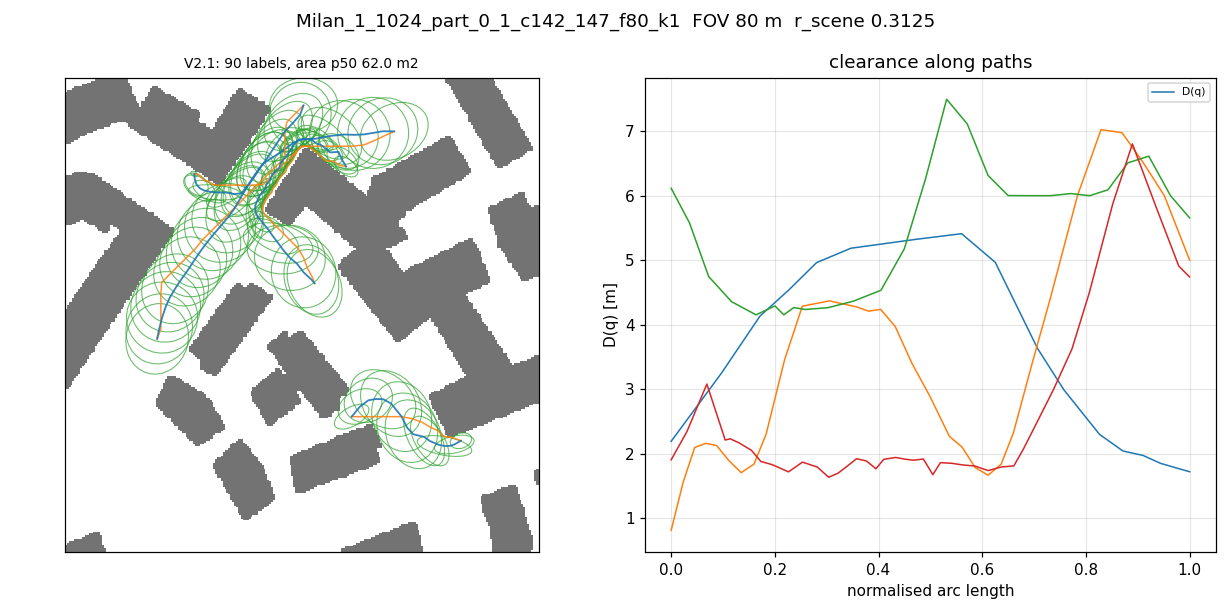 Milan_1_1024_part_0_1_c142_147_f80_k1  FOV 80 m  r_scene 0.3125
V2.1: 90 labels, area p50 62.0 m2
clearance along paths
D(q)
7
6
5
4
3
2
1
D(q) [m]
0.0 0.2 0.4 0.6 0.8 1.0
normalised arc length